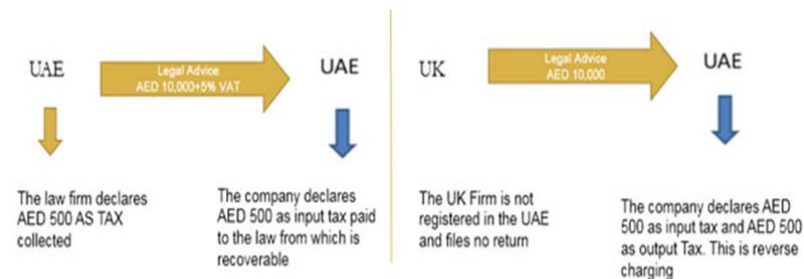 UAE
Legal Advice
AED 10,000+5% VAT
UAE
The law firm declares
AED 500 AS TAX
collected
The company declares
AED 500 as input tax paid
to the law from which is
recoverable
UK
Legal Advice
AED 10,000
UAE
The UK Firm is not
registered in the UAE
and files no return
The company declares AED
500 as input tax and AED 500
as output Tax. This is reverse
charging